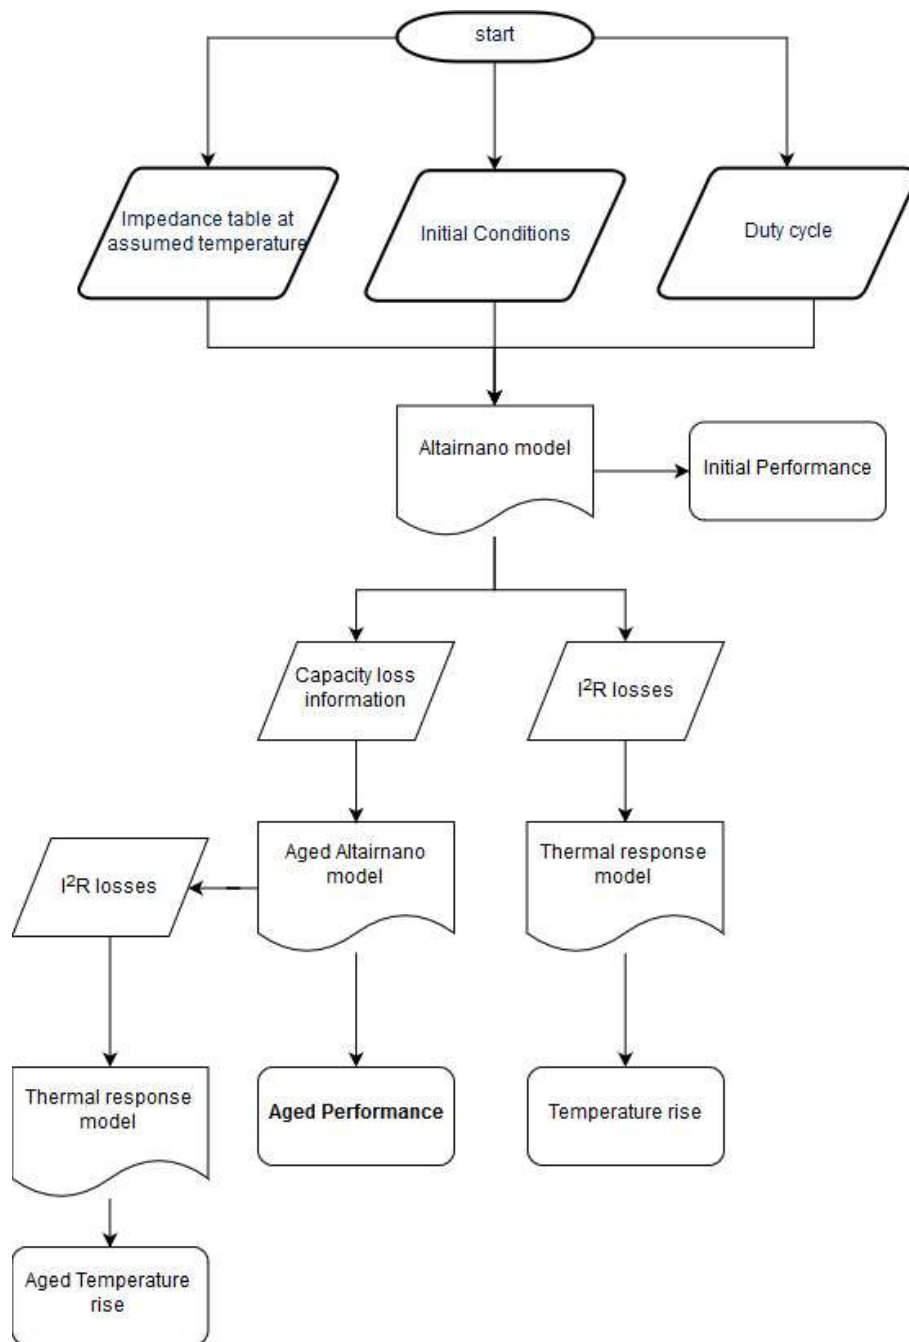 start
Impedance table at
assumed temperature
Initial Conditions
Duty cycle
Altairnano model
Initial Performance
Capacity loss
information
I²R losses
Aged Altairnano
model
Thermal response
model
I²R losses
Thermal response
model
Aged Performance
Temperature rise
Aged Temperature
rise